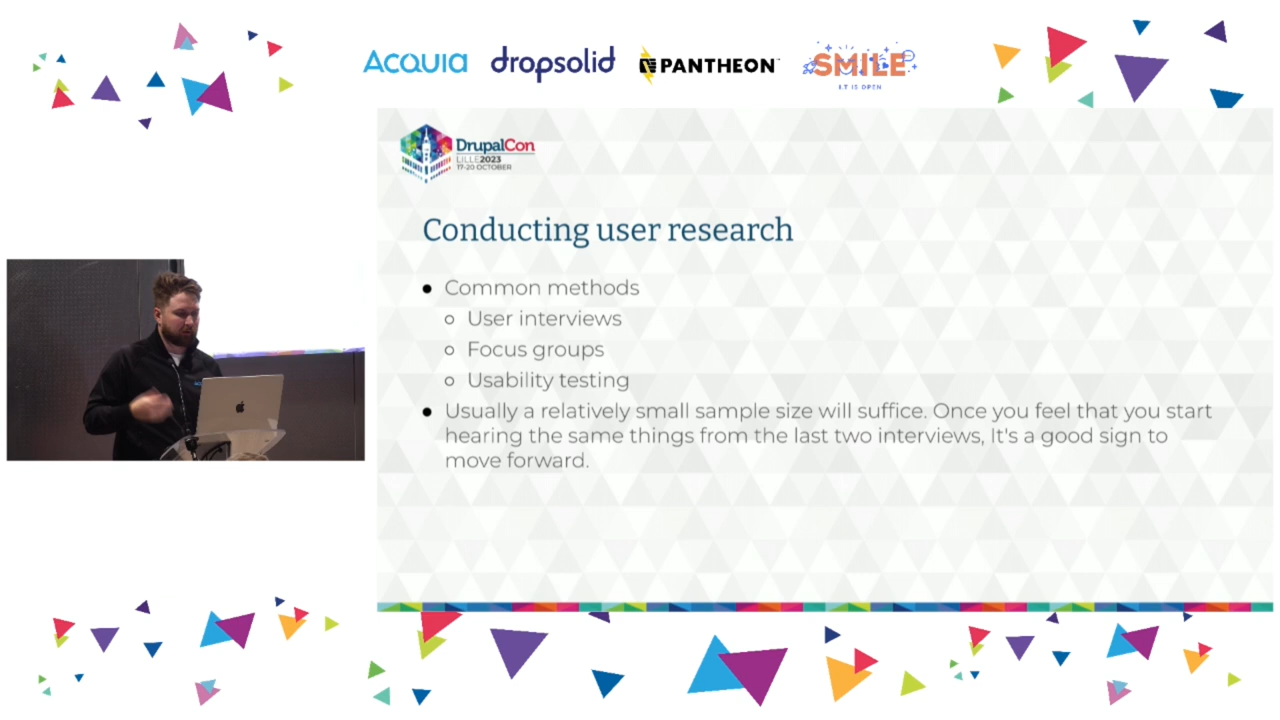 ACQUIA dropsolid PANTHEON SMILE
I.T IS OPEN
DrupalCon
LILLE2023
17-20 OCTOBER
Conducting user research
Common methods
User interviews
Focus groups
Usability testing
Usually a relatively small sample size will suffice. Once you feel that you start
hearing the same things from the last two interviews, It's a good sign to
move forward.